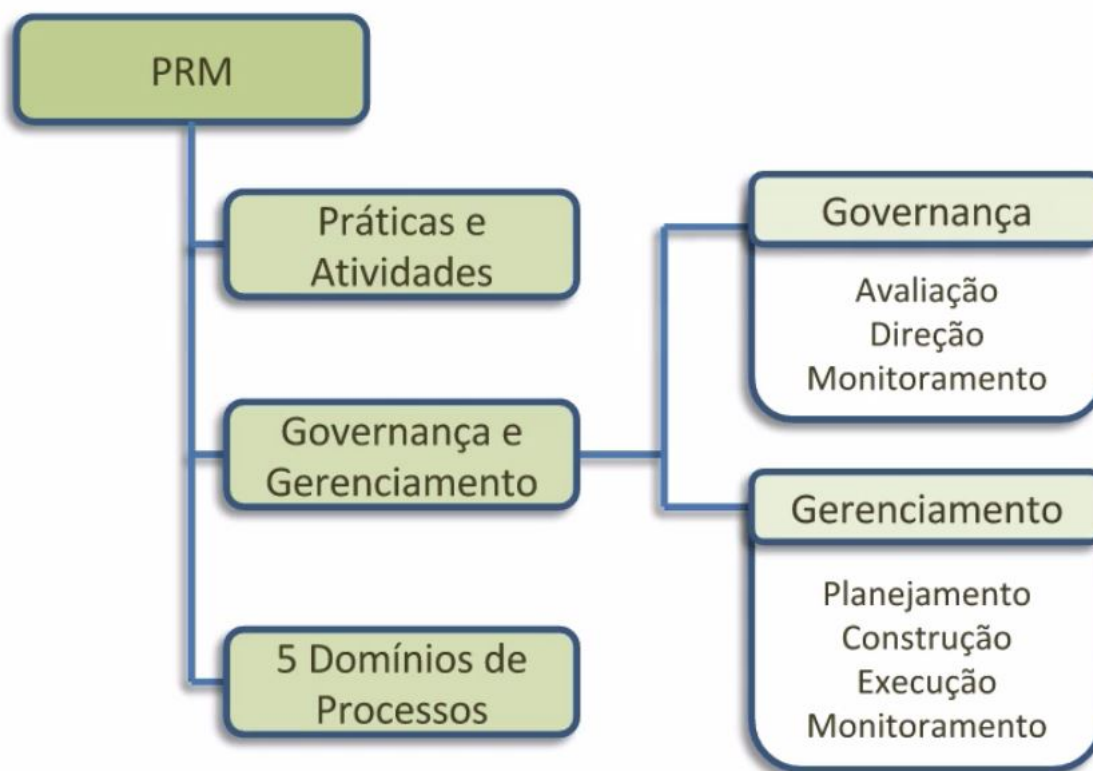 PRM
Práticas e
Atividades
Governança e
Gerenciamento
5 Domínios de
Processos
Governança
Avaliação
Direção
Monitoramento
Gerenciamento
Planejamento
Construção
Execução
Monitoramento